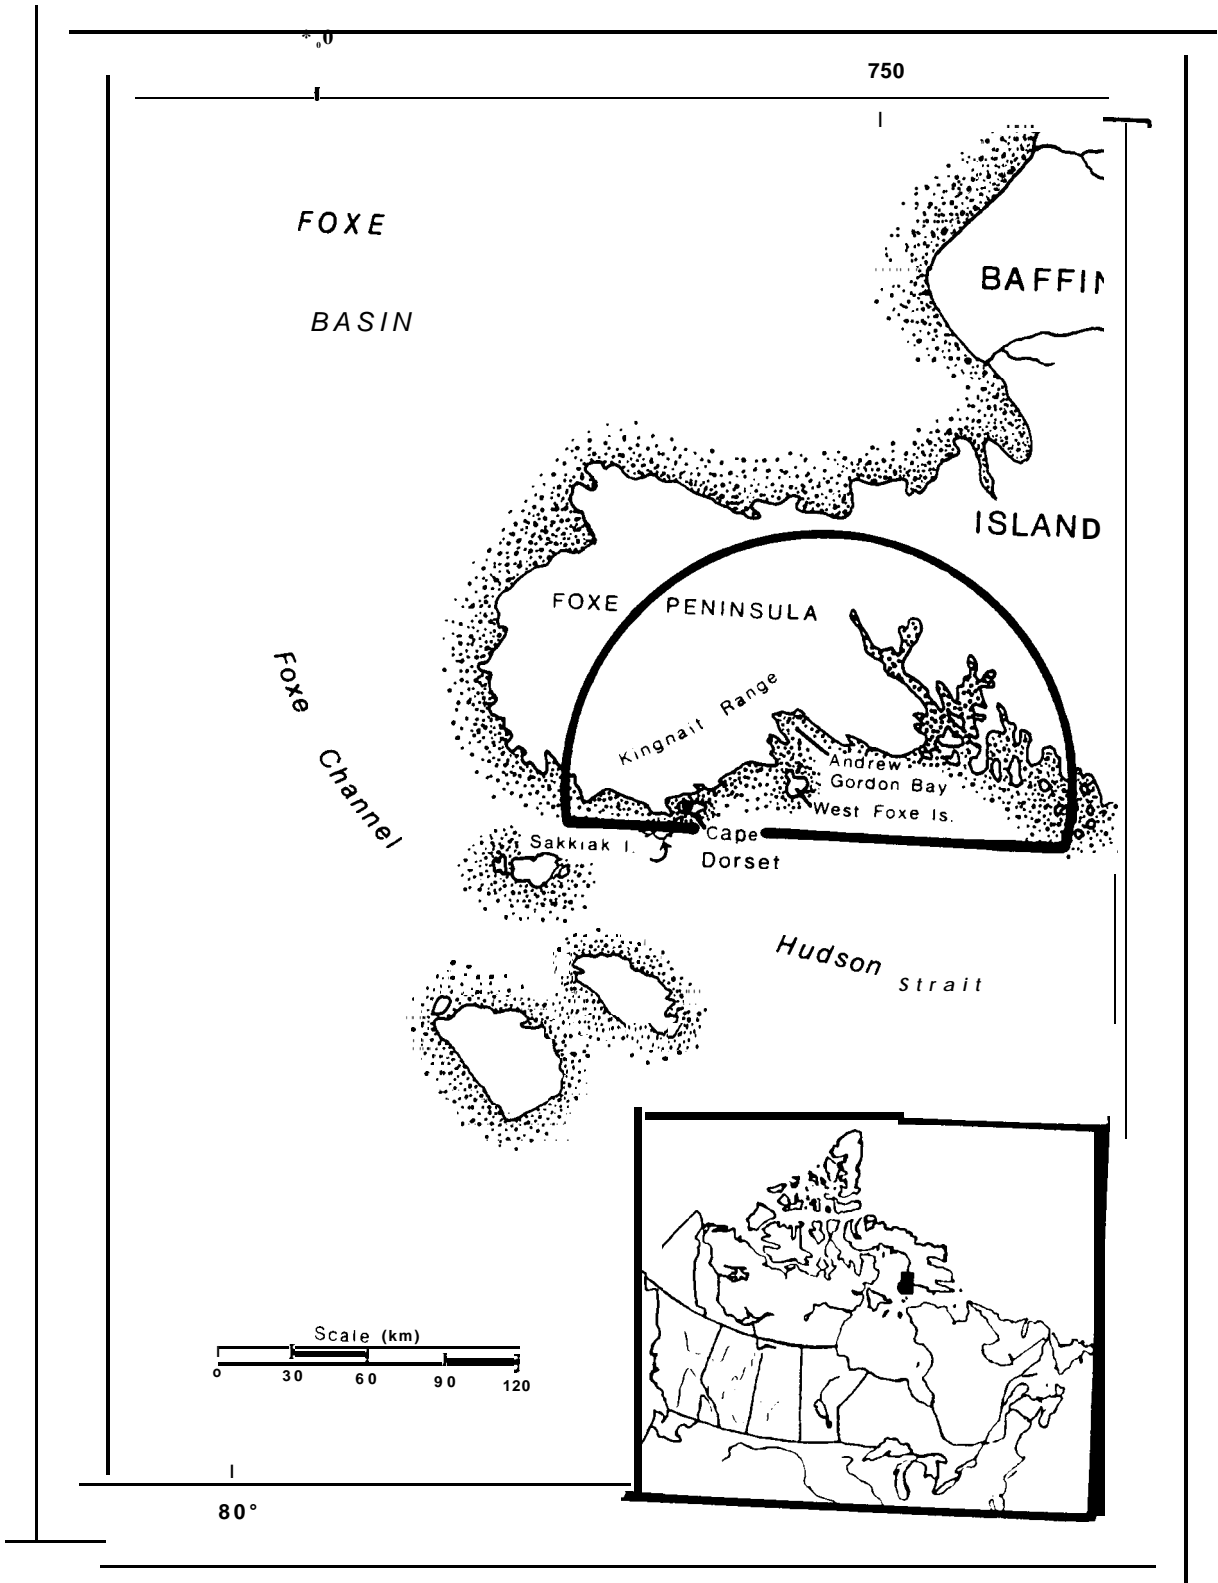 750
FOXE
BASIN
BAFFIN
ISLAND
FOXE PENINSULA
Foxe
Channel
Kingnait Range
Andrew
Gordon Bay
West Foxe Is.
Sakkiak I.
Cape
Dorset
Hudson
Strait
Scale (km)
0 30 60 90 120
80°